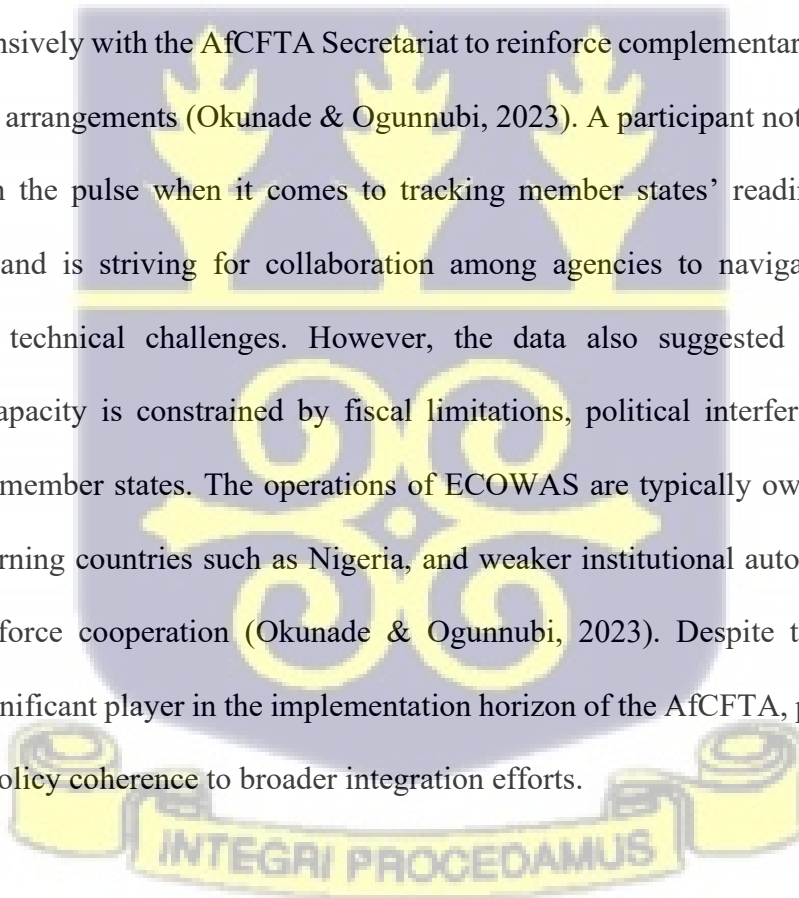 nsively with the AfCFTA Secretariat to reinforce complementar
arrangements (Okunade & Ogunnubi, 2023). A participant not
n the pulse when it comes to tracking member states’ readi
and is striving for collaboration among agencies to naviga
technical challenges. However, the data also suggested
apacity is constrained by fiscal limitations, political interfer
member states. The operations of ECOWAS are typically ow
rning countries such as Nigeria, and weaker institutional auto
force cooperation (Okunade & Ogunnubi, 2023). Despite t
nificant player in the implementation horizon of the AfCFTA, p
olicy coherence to broader integration efforts.
INTEGRI PROCEDAMUS